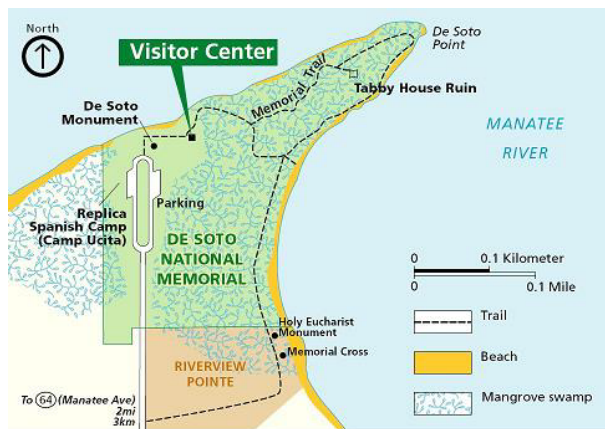 North
Visitor Center
De Soto
Point
Memorial Trail
Tabby House Ruin
De Soto
Monument
MANATEE
RIVER
Parking
Replica
Spanish Camp
(Camp Ucita)
DE SOTO
NATIONAL
MEMORIAL
0 0.1 Kilometer
0 0.1 Mile
Trail
Holy Eucharist
Monument
Memorial Cross
Beach
RIVERVIEW
POINTE
Mangrove swamp
To 64 (Manatee Ave)
2mi
3km